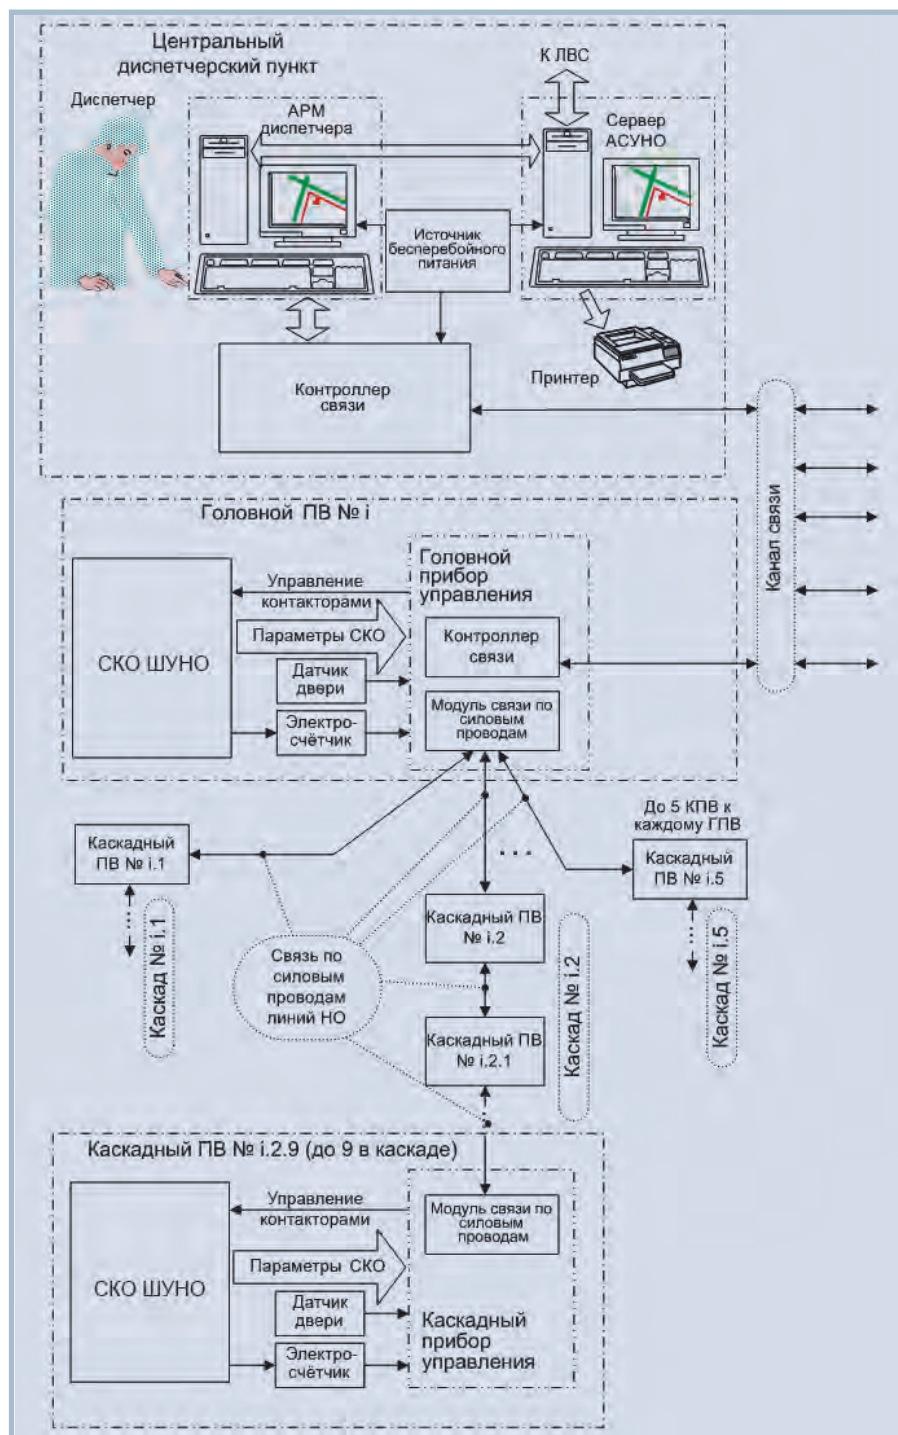 Центральный
диспетчерский пункт
К ЛВС
Диспетчер
АРМ
диспетчера
Сервер
АСУНО
Источник
бесперебойного
питания
Принтер
Контроллер
связи
Канал связи
Головной ПВ № i
Головной
прибор
управления
Управление
контакторами
СКО ШУНО
Параметры СКО
Контроллер
связи
Датчик
двери
Электро-
счётчик
Модуль связи по
силовым
проводам
До 5 КПВ к
каждому ГПВ
Каскадный
ПВ № i.1
...
Каскадный
ПВ № i.5
Каскад № i.1
Каскадный ПВ
№ i.2
Каскад № i.5
Связь по
силовым
проводам
линий НО
Каскад № i.2
Каскадный ПВ
№ i.2.1
Каскадный ПВ № i.2.9 (до 9 в каскаде)
Управление
контакторами
Модуль связи по
силовым
проводам
СКО ШУНО
Параметры СКО
Датчик
двери
Каскадный
прибор
управления
Электро-
счётчик